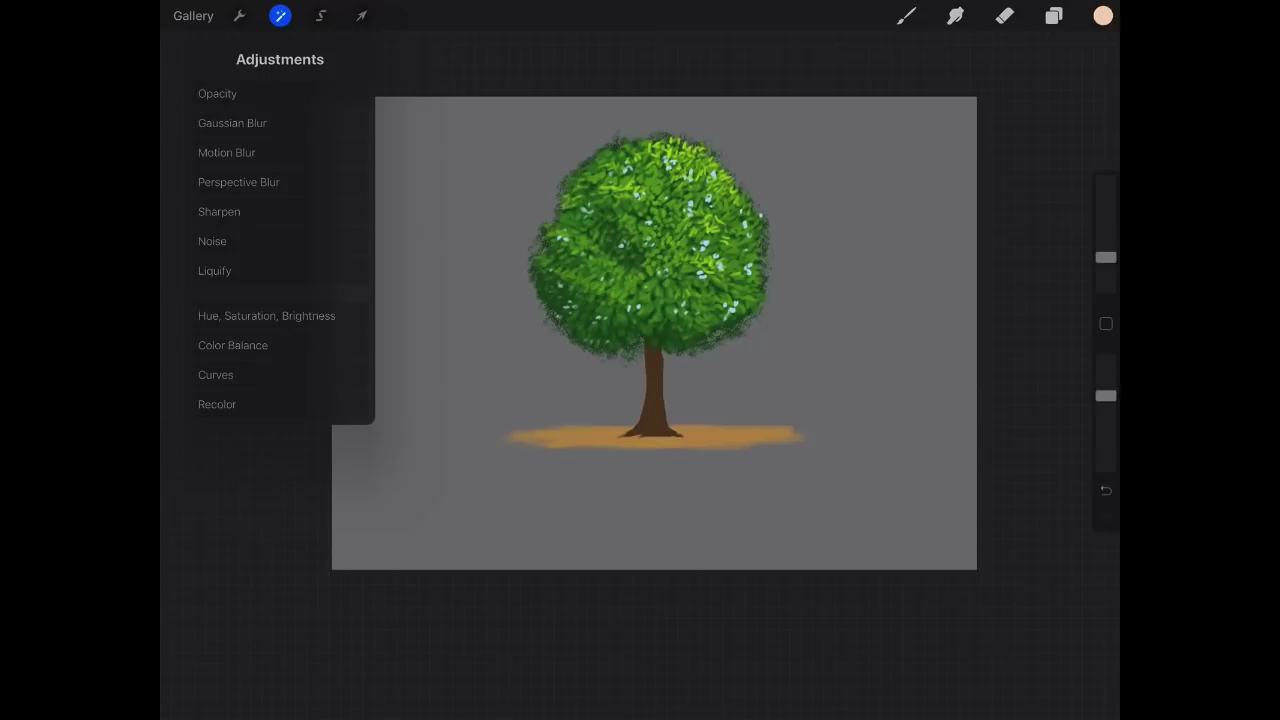 Gallery
Adjustments
Opacity
Gaussian Blur
Motion Blur
Perspective Blur
Sharpen
Noise
Liquify
Hue, Saturation, Brightness
Color Balance
Curves
Recolor